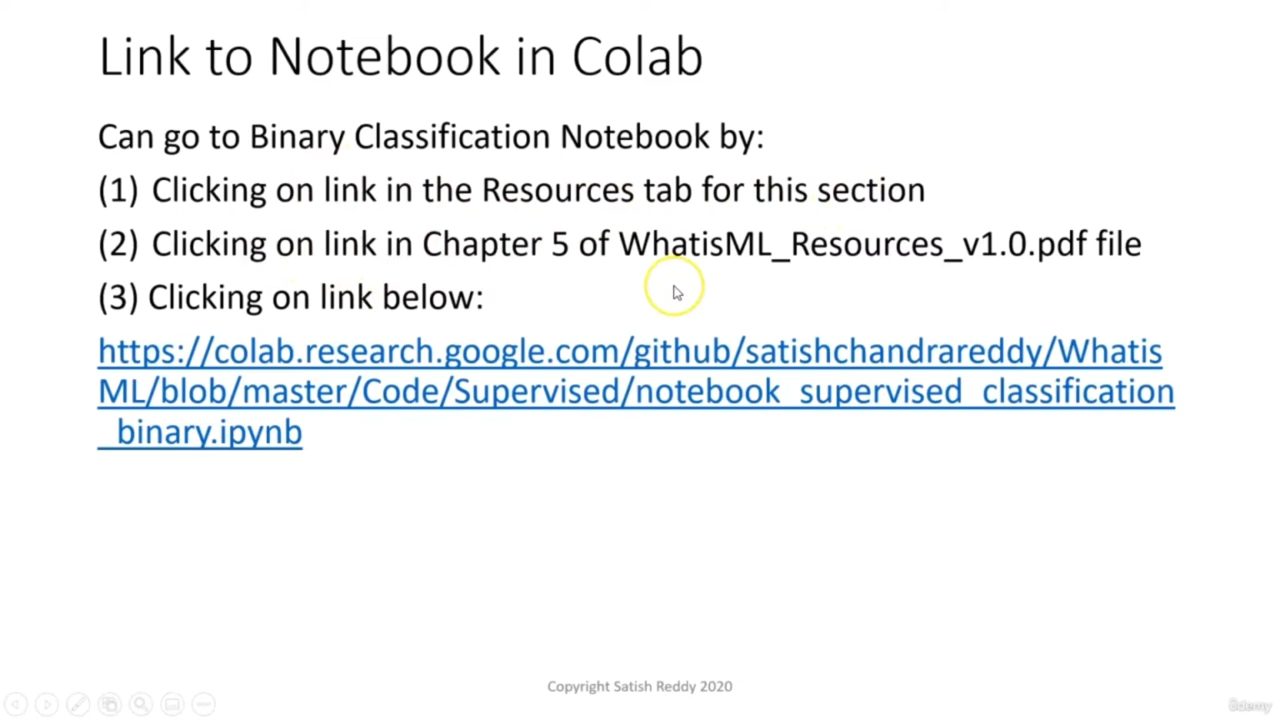 Link to Notebook in Colab
Can go to Binary Classification Notebook by:
(1) Clicking on link in the Resources tab for this section
(2) Clicking on link in Chapter 5 of WhatisML_Resources_v1.0.pdf file
(3) Clicking on link below:
https://colab.research.google.com/github/satishchandrareddy/Whatis
ML/blob/master/Code/Supervised/notebook_supervised_classification
_binary.ipynb
Copyright Satish Reddy 2020
Udemy